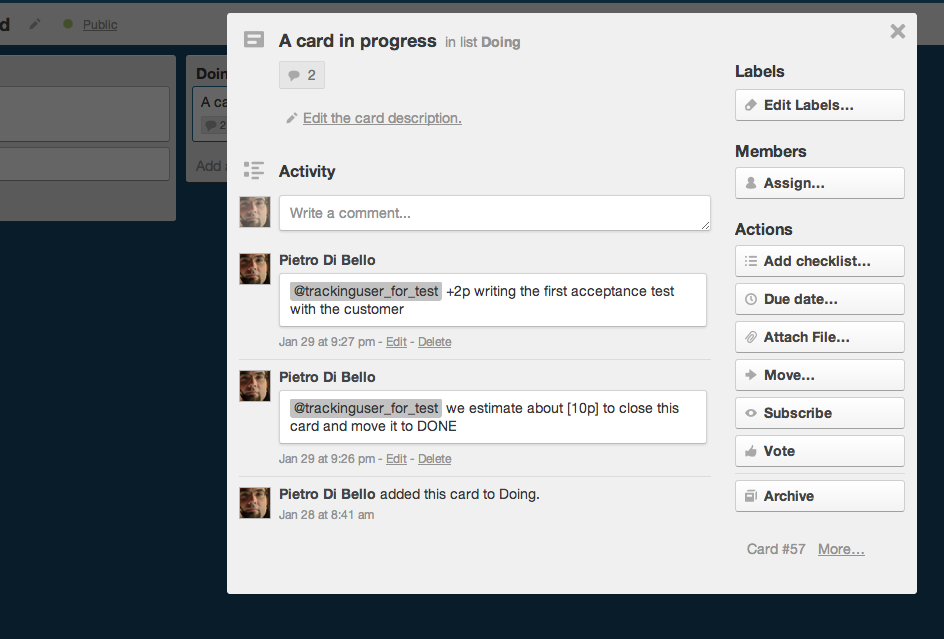 d Public
Doin
A ca
2
Add a
A card in progress in list Doing
2
Edit the card description.
Activity
Write a comment...
Pietro Di Bello
@trackinguser_for_test +2p writing the first acceptance test
with the customer
Jan 29 at 9:27 pm - Edit - Delete
Pietro Di Bello
@trackinguser_for_test we estimate about [10p] to close this
card and move it to DONE
Jan 29 at 9:26 pm - Edit - Delete
Pietro Di Bello added this card to Doing.
Jan 28 at 8:41 am
Labels
Edit Labels...
Members
Assign...
Actions
Add checklist...
Due date...
Attach File...
Move...
Subscribe
Vote
Archive
Card #57 More...